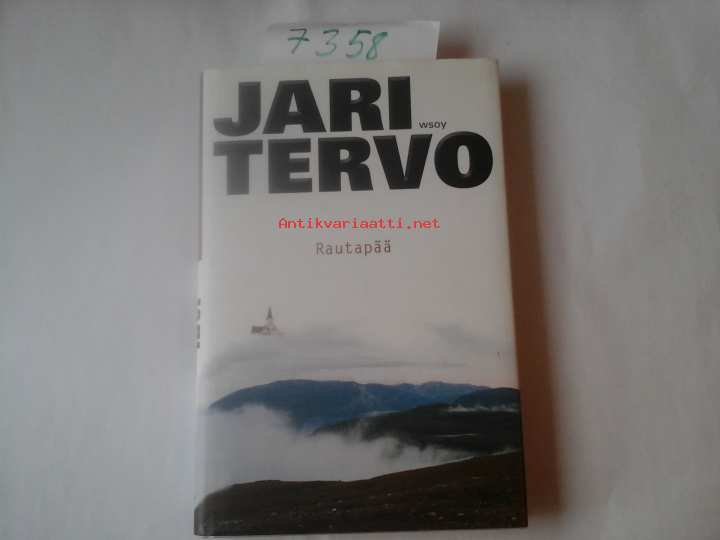 7358
JARI
wsoy
TERVO
Antikvariaatti.net
Rautapää